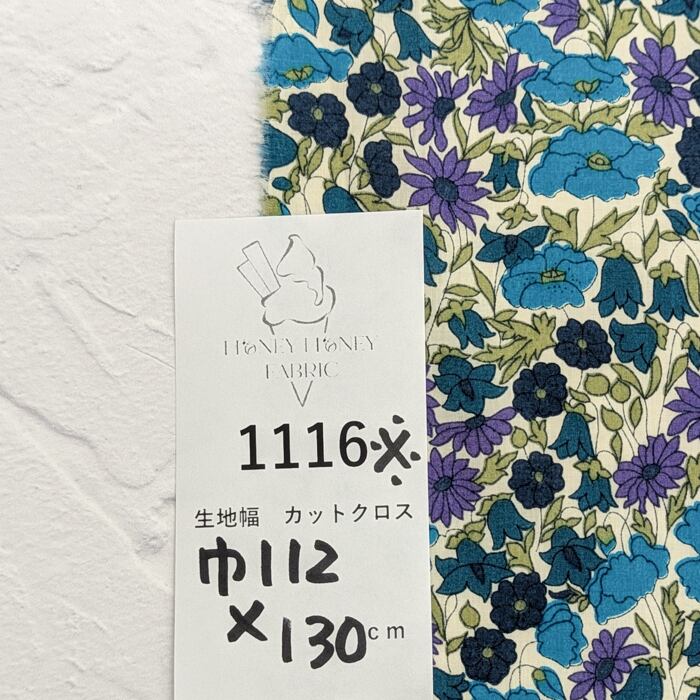 HONEY HONEY
FABRIC
1116※
生地幅　カットクロス
巾112
×130cm